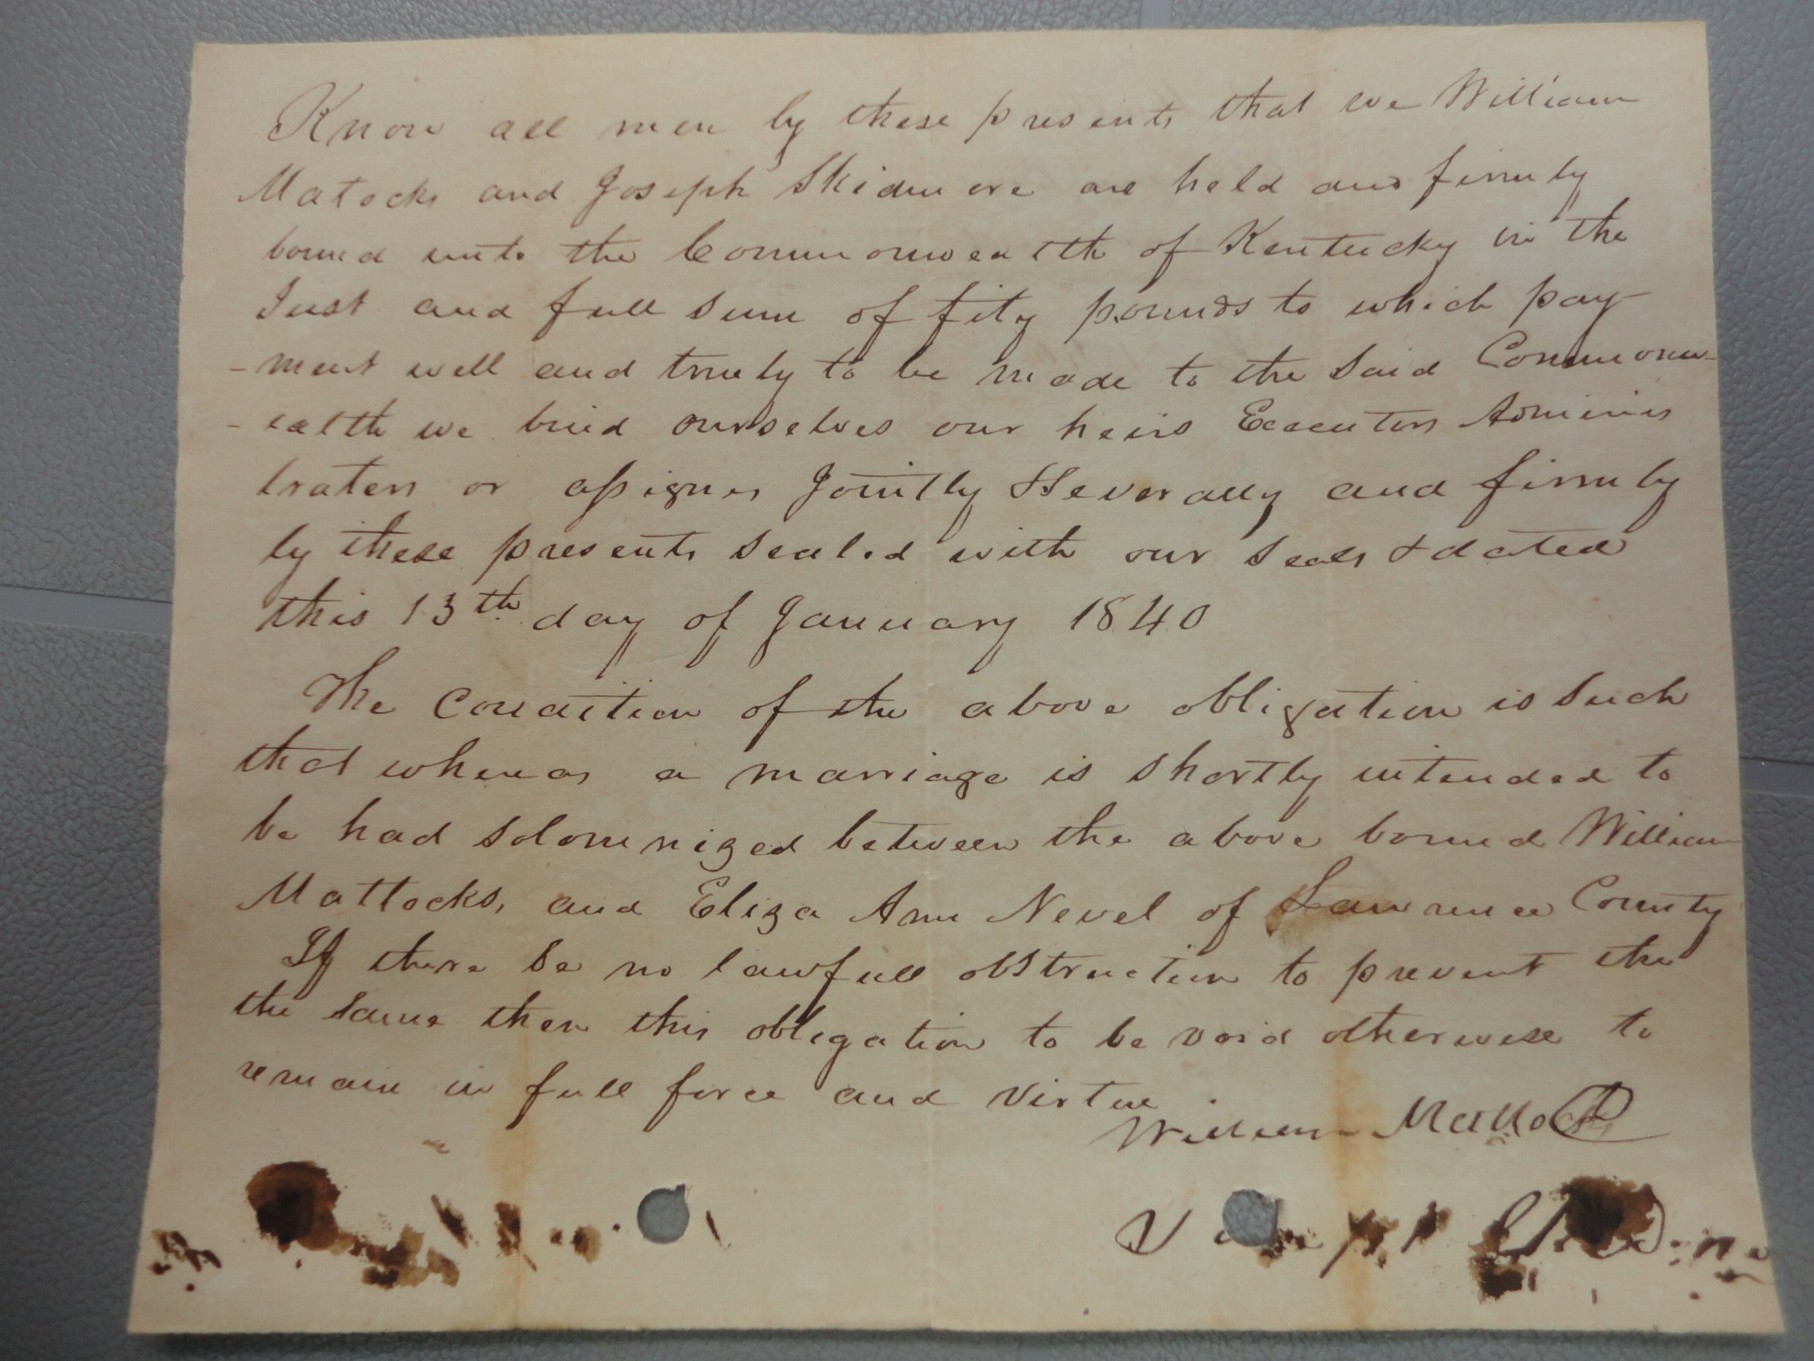 Know all men by these presents that we William
Matocks and Joseph Skidmore are held and firmly
bound unto the Commonwealth of Kentucky in the
Just and full sum of fity pounds to which pay
-ment well and truely to be made to the said Commonw-
-ealth we bind ourselves our heirs Executors Adminis
trators or assignes Jointly & Severally and firmly
by these presents sealed with our seals & dated
this 13th day of January 1840
The Condition of the above obligation is such
that whereas a marriage is shortly intended to
be had solomnized between the above bound William
Mattocks, and Eliza Ann Nevel of Lawrence County
If there be no lawfull obstruction to prevent the
the same then this obligation to be void otherwise to
remain in full force and virtue
William Mattock